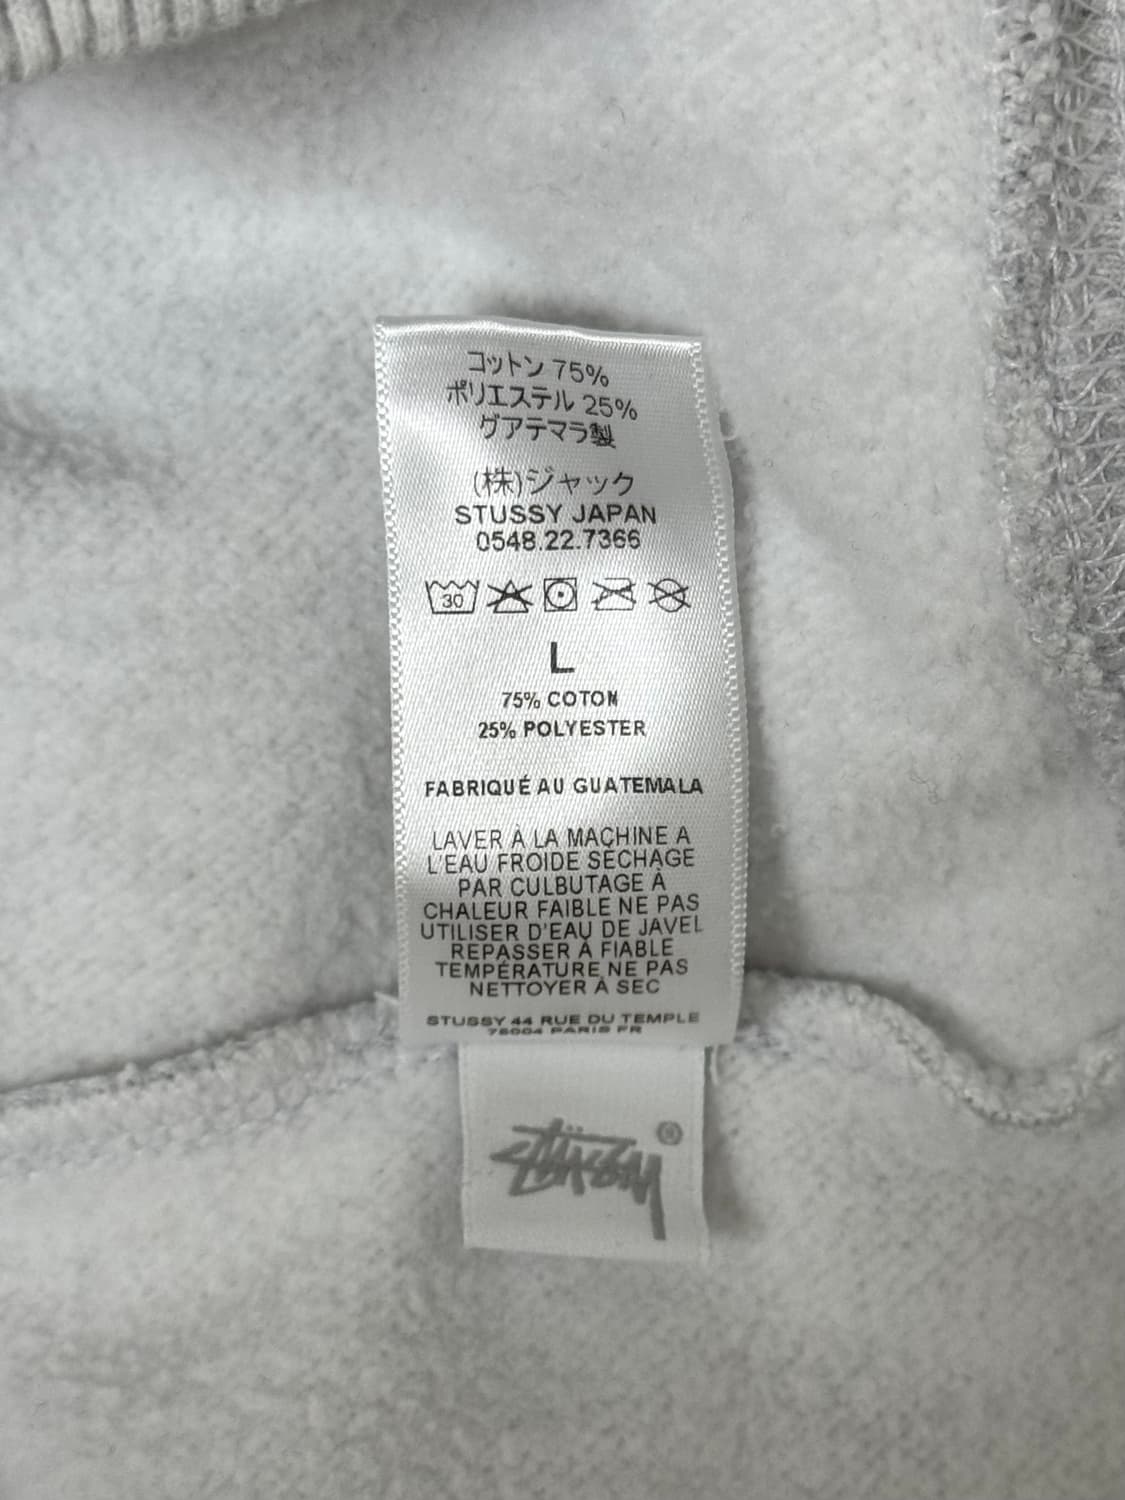 コットン 75%
ポリエステル 25%
グアテマラ製
(株)ジャック
STUSSY JAPAN
0548.22.7366
30
L
75% COTON
25% POLYESTER
FABRIQUÉ AU GUATEMALA
LAVER À LA MAÇHINE A
L'EAU FROIDE SÉCHAGE
PAR CULBUTAGE À
CHALEUR FAIBLE NE PAS
UTILISER D'EAU DE JAVEL
REPASSER À FIABLE
TEMPÉRATURE NE PAS
NETTOYER À SEC
STUSSY 44 RUE DU TEMPLE
75004 PARIS FR
STÜSSY ®